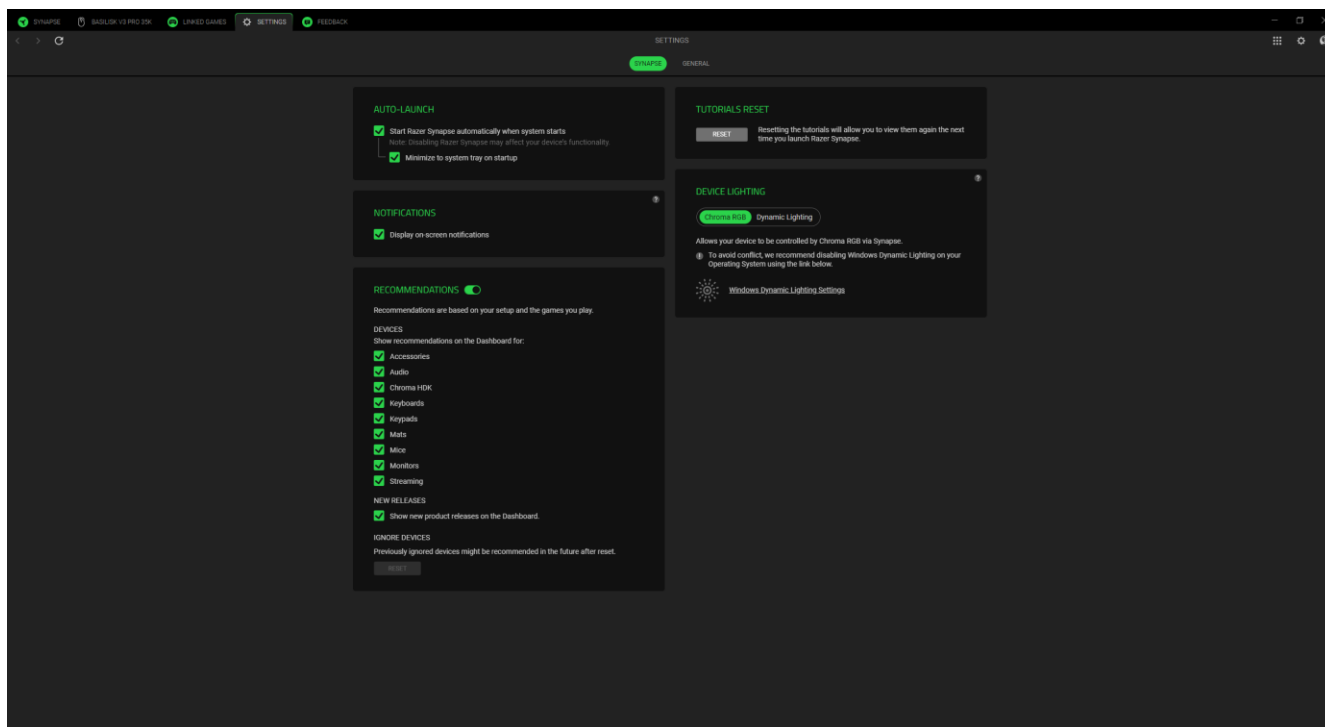 SYNAPSE
BASILISK V3 PRO 35K
LINKED GAMES
SETTINGS
FEEDBACK
SETTINGS
SYNAPSE
GENERAL
AUTO-LAUNCH
Start Razer Synapse automatically when system starts
Note: Disabling Razer Synapse may affect your device's functionality.
Minimize to system tray on startup
NOTIFICATIONS
Display on-screen notifications
RECOMMENDATIONS
Recommendations are based on your setup and the games you play.
DEVICES
Show recommendations on the Dashboard for:
Accessories
Audio
Chroma HDK
Keyboards
Keypads
Mats
Mice
Monitors
Streaming
NEW RELEASES
Show new product releases on the Dashboard.
IGNORE DEVICES
Previously ignored devices might be recommended in the future after reset.
RESET
TUTORIALS RESET
RESET
Resetting the tutorials will allow you to view them again the next
time you launch Razer Synapse.
DEVICE LIGHTING
Chroma RGB
Dynamic Lighting
Allows your device to be controlled by Chroma RGB via Synapse.
To avoid conflict, we recommend disabling Windows Dynamic Lighting on your
Operating System using the link below.
Windows Dynamic Lighting Settings